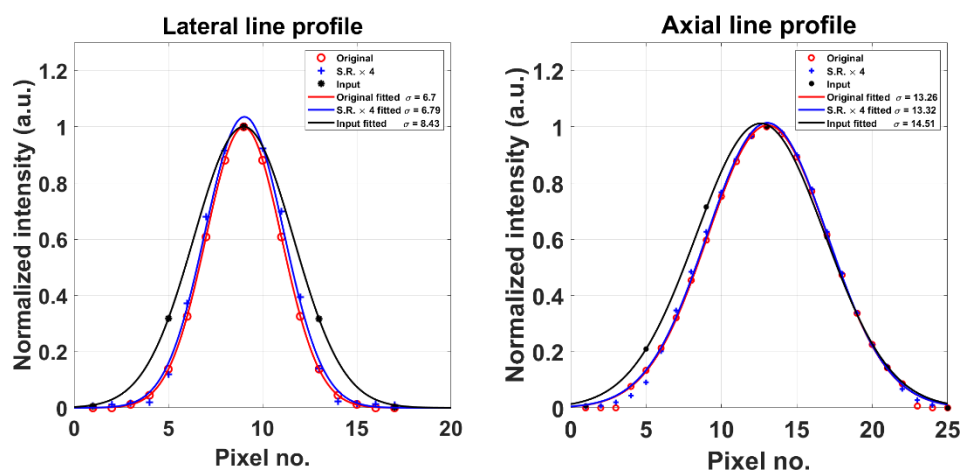 Lateral line profile
Normalized intensity (a.u.)
1.2
1
0.8
0.6
0.4
0.2
0
Original
S.R. × 4
Input
Original fitted σ = 6.7
S.R. × 4 fitted σ = 6.79
Input fitted σ = 8.43
0 5 10 15 20
Pixel no.
Axial line profile
Normalized intensity (a.u.)
1.2
1
0.8
0.6
0.4
0.2
0
Original
S.R. × 4
Input
Original fitted σ = 13.26
S.R. × 4 fitted σ = 13.32
Input fitted σ = 14.51
0 5 10 15 20 25
Pixel no.